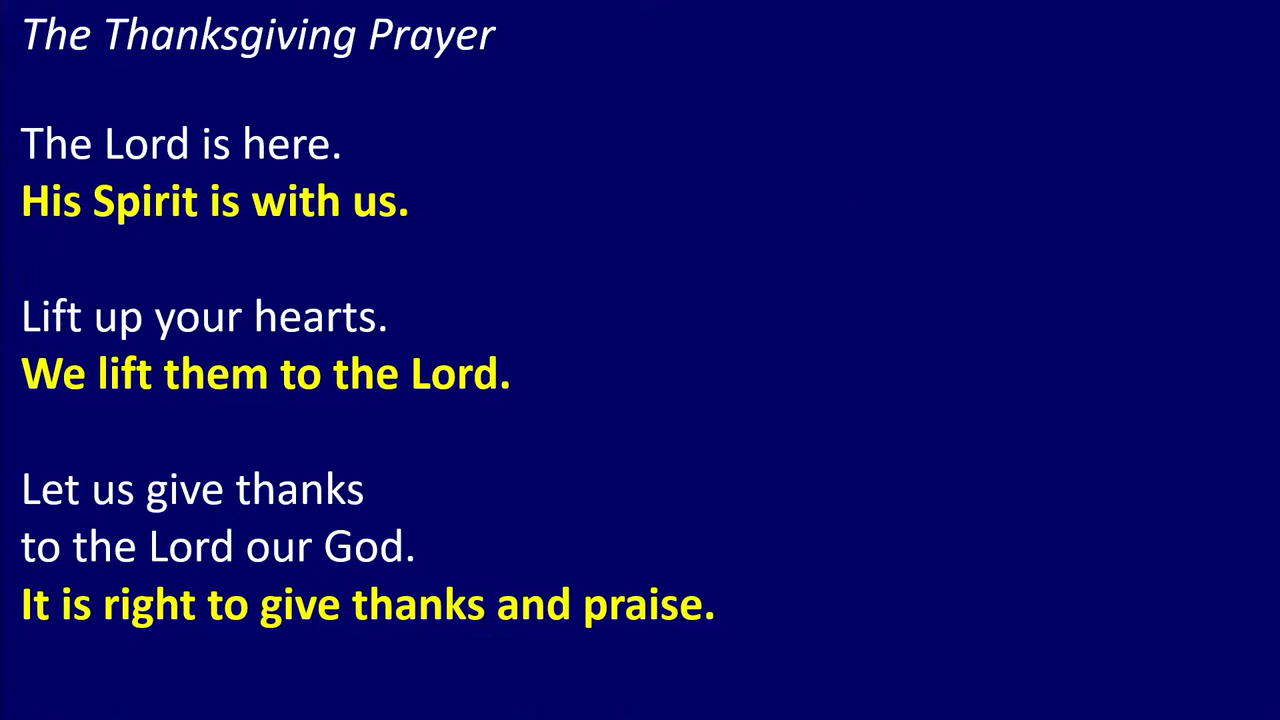 The Thanksgiving Prayer
The Lord is here.
His Spirit is with us.
Lift up your hearts.
We lift them to the Lord.
Let us give thanks
to the Lord our God.
It is right to give thanks and praise.